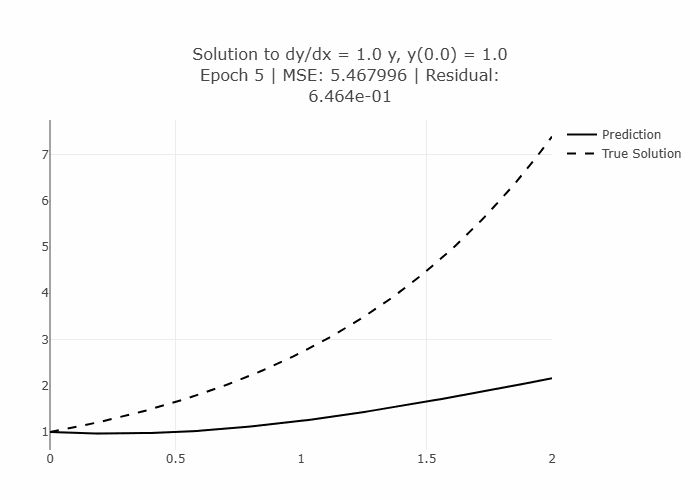 Solution to dy/dx = 1.0 y, y(0.0) = 1.0
Epoch 5 | MSE: 5.467996 | Residual:
6.464e-01
Prediction
True Solution
7
6
5
4
3
2
1
0
0.5
1
1.5
2